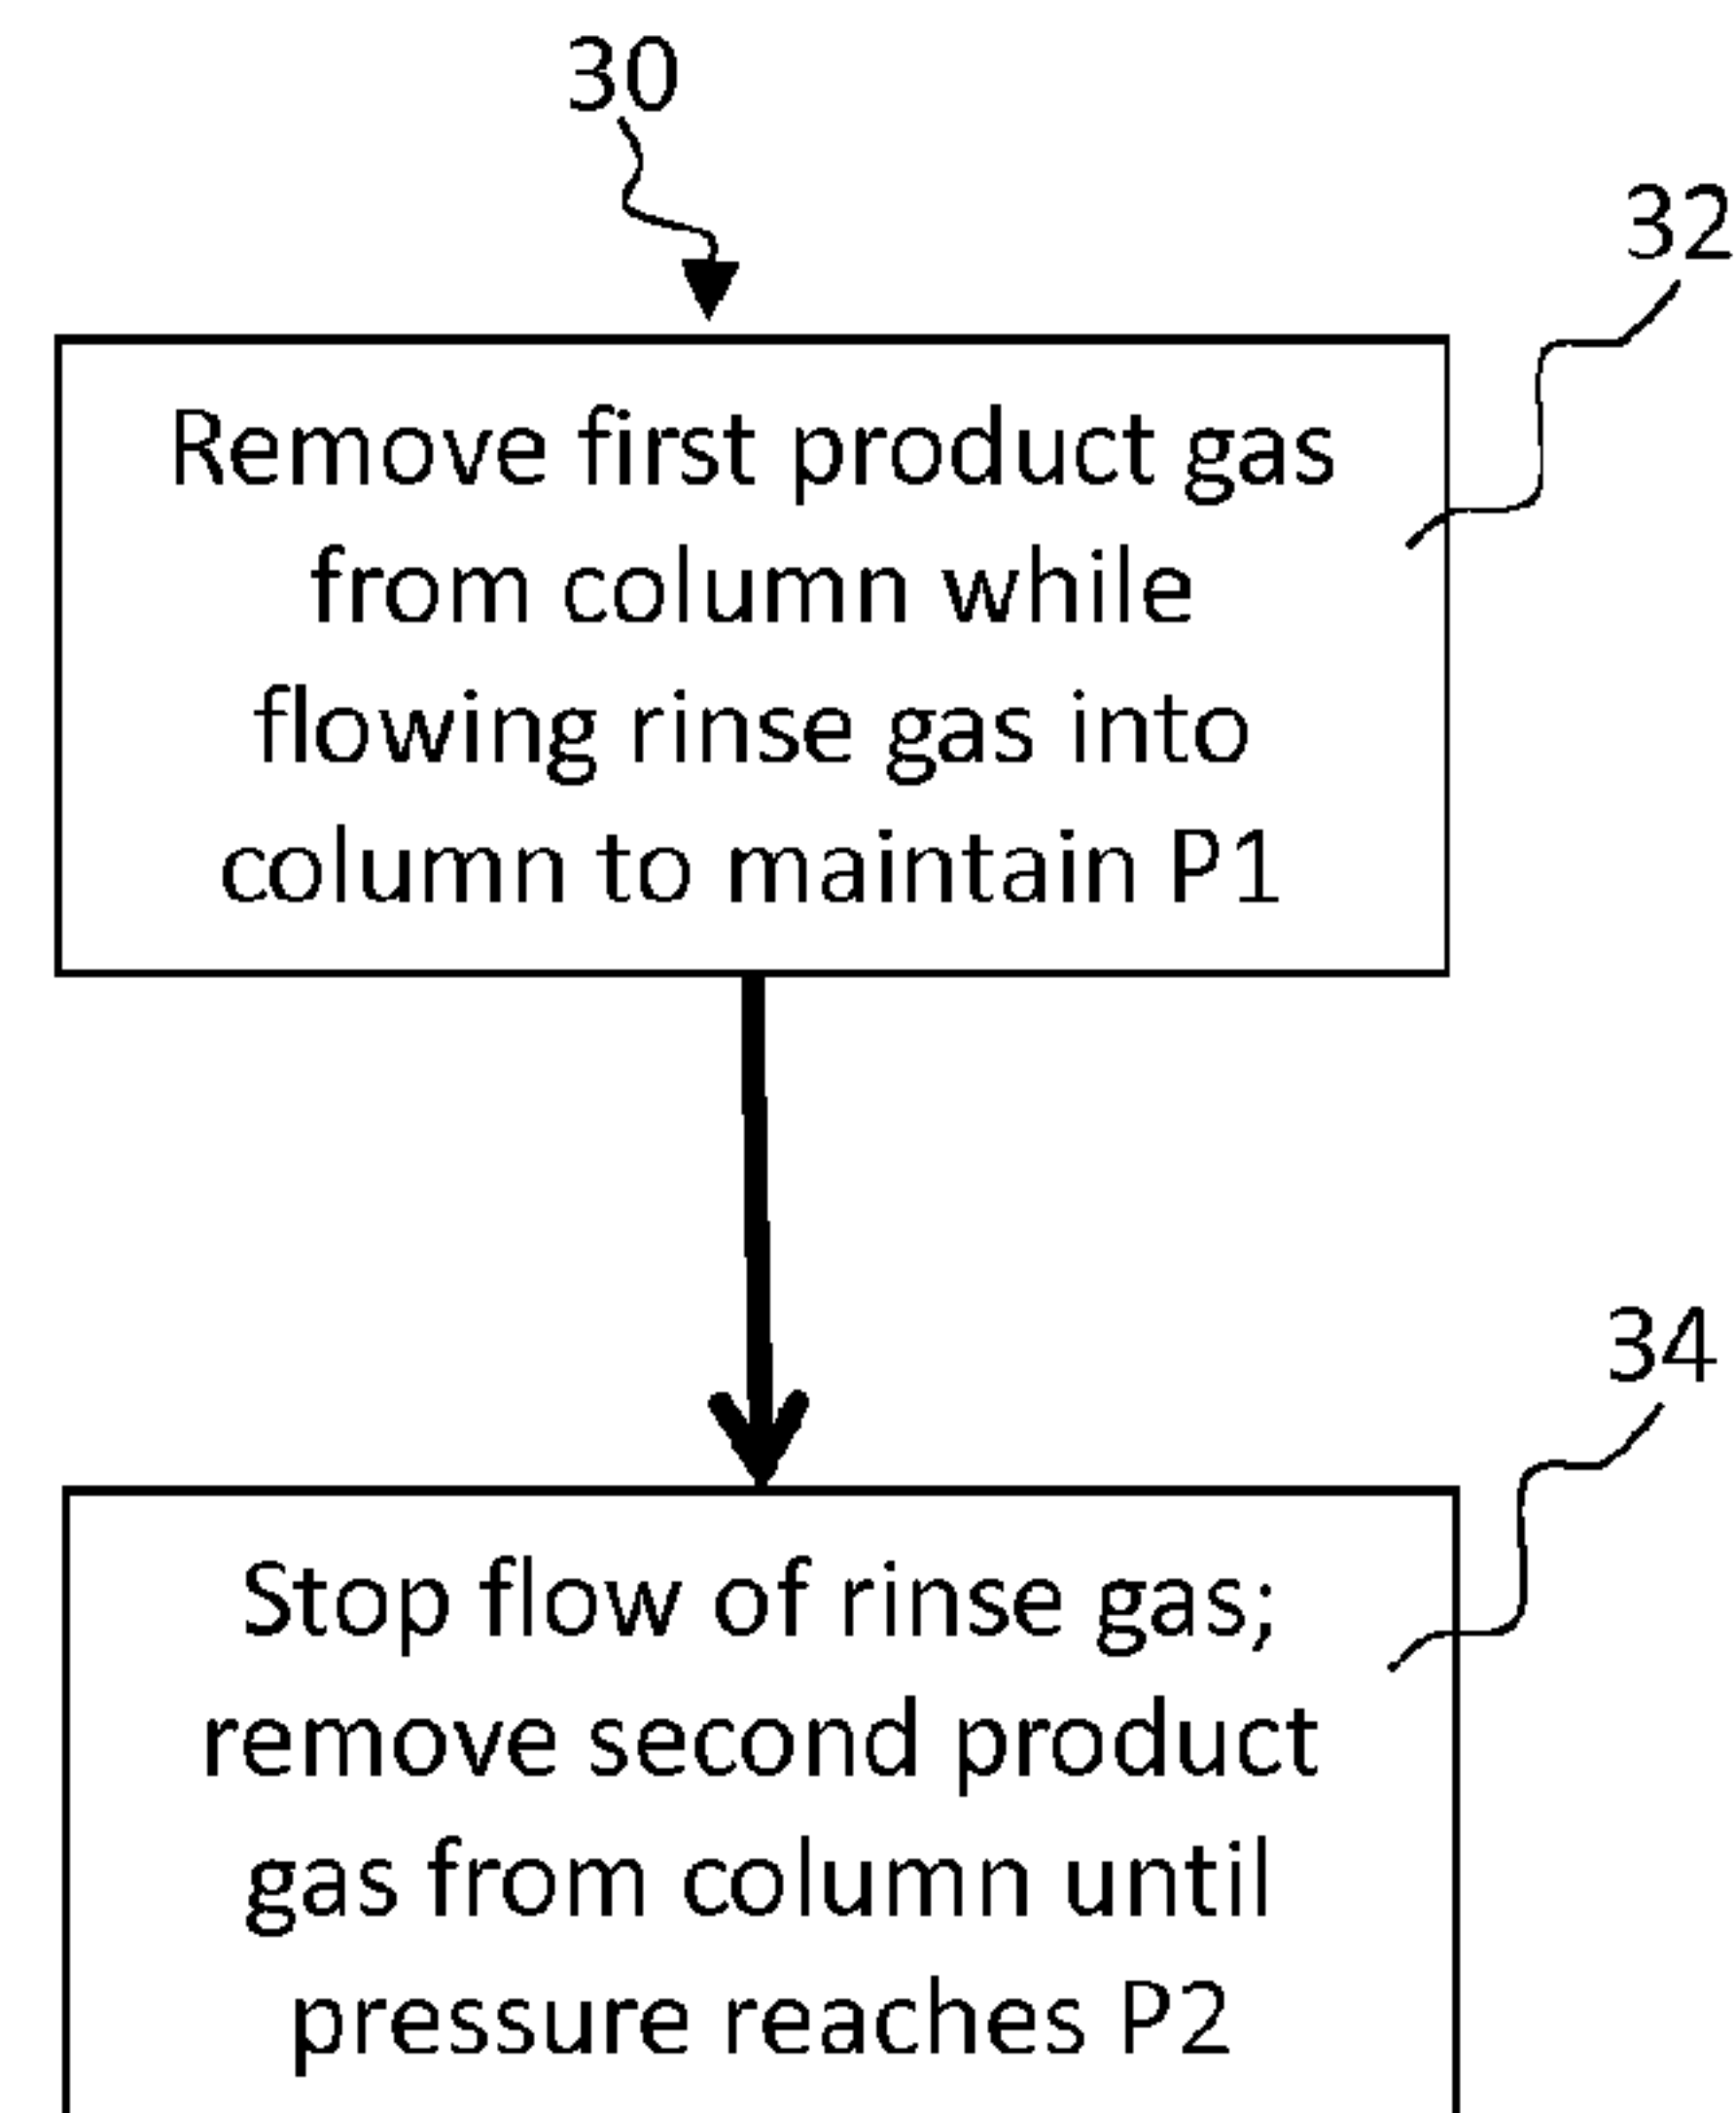 30
32
Remove first product gas
from column while
flowing rinse gas into
column to maintain P1
34
Stop flow of rinse gas;
remove second product
gas from column until
pressure reaches P2